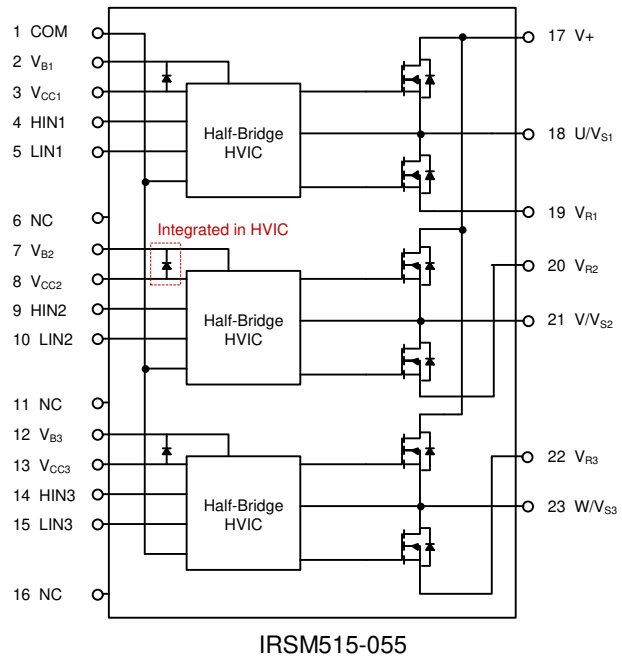 1 COM
2 VB1
3 VCC1
4 HIN1
5 LIN1
6 NC
7 VB2
8 VCC2
9 HIN2
10 LIN2
11 NC
12 VB3
13 VCC3
14 HIN3
15 LIN3
16 NC
Half-Bridge
HVIC
Integrated in HVIC
Half-Bridge
HVIC
Half-Bridge
HVIC
17 V+
18 U/VS1
19 VR1
20 VR2
21 V/VS2
22 VR3
23 W/VS3
IRSM515-055